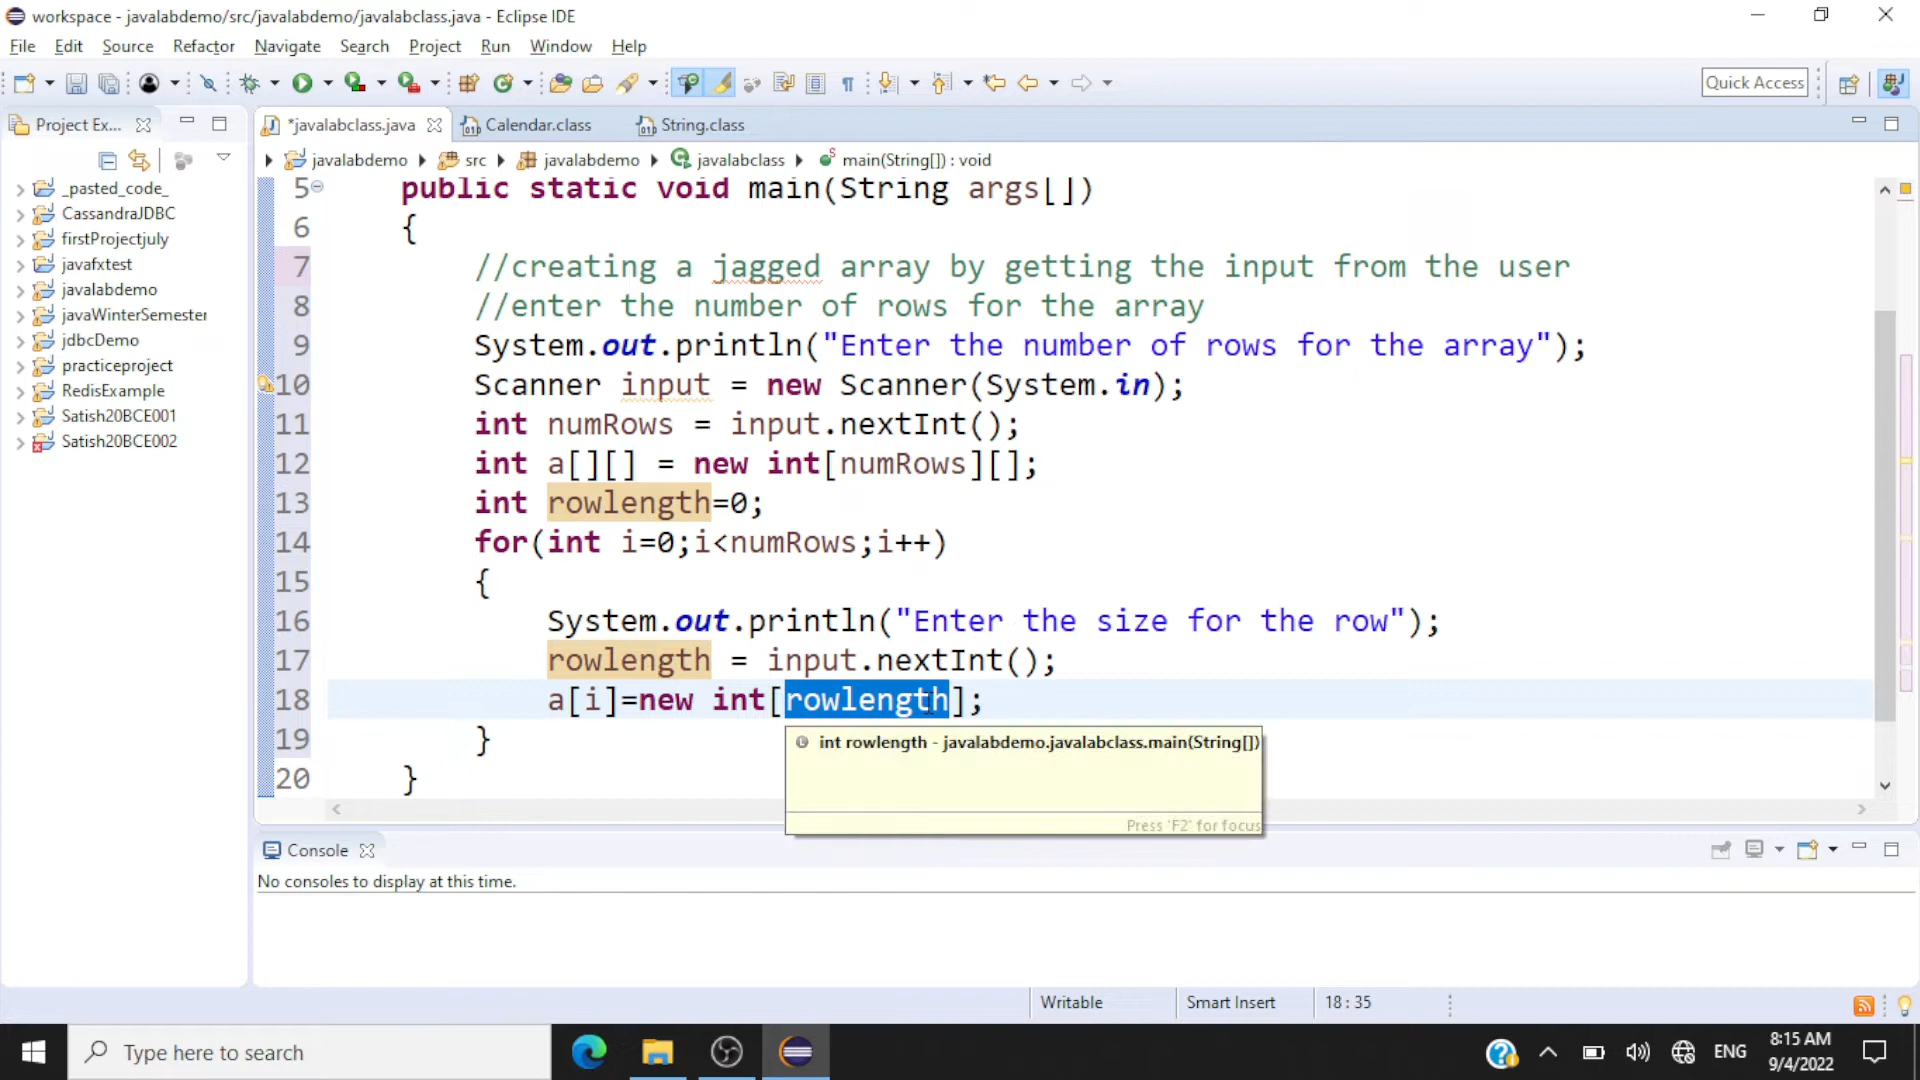 workspace - javalabdemo/src/javalabdemo/javalabclass.java - Eclipse IDE
File Edit Source Refactor Navigate Search Project Run Window Help
Quick Access
Project Ex...
*javalabclass.java Calendar.class String.class
javalabdemo src javalabdemo javalabclass main(String[]) : void
_pasted_code_
CassandraJDBC
firstProjectjuly
javafxtest
javalabdemo
javaWinterSemester
jdbcDemo
practiceproject
RedisExample
Satish20BCE001
Satish20BCE002
5 public static void main(String args[])
6 {
7 //creating a jagged array by getting the input from the user
8 //enter the number of rows for the array
9 System.out.println("Enter the number of rows for the array");
10 Scanner input = new Scanner(System.in);
11 int numRows = input.nextInt();
12 int a[][] = new int[numRows][];
13 int rowlength=0;
14 for(int i=0;i<numRows;i++)
15 {
16 System.out.println("Enter the size for the row");
17 rowlength = input.nextInt();
18 a[i]=new int[rowlength];
19 }
20 }
int rowlength - javalabdemo.javalabclass.main(String[])
Press 'F2' for focus
Console
No consoles to display at this time.
Writable Smart Insert 18 : 35
Type here to search
ENG
8:15 AM
9/4/2022